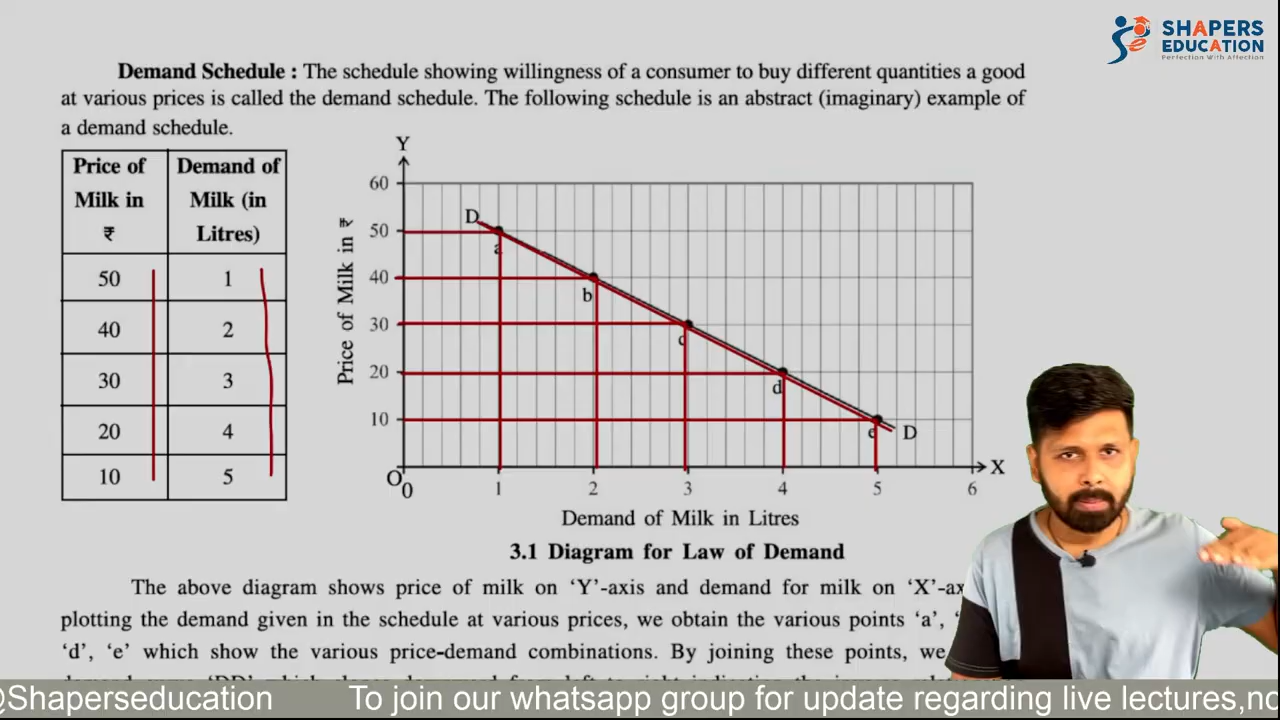 SHAPERS
EDUCATION
Perfection With Affection
Demand Schedule : The schedule showing willingness of a consumer to buy different quantities a good
at various prices is called the demand schedule. The following schedule is an abstract (imaginary) example of
a demand schedule.
Price of Milk in ₹ Demand of Milk (in Litres)
50 1
40 2
30 3
20 4
10 5
Y
60
50
40
30
20
10
O
0 1 2 3 4 5 6
X
D
a
b
c
d
e
D
Price of Milk in ₹
Demand of Milk in Litres
3.1 Diagram for Law of Demand
The above diagram shows price of milk on ‘Y’-axis and demand for milk on ‘X’-ax
plotting the demand given in the schedule at various prices, we obtain the various points ‘a’, ‘
‘d’, ‘e’ which show the various price-demand combinations. By joining these points, we
@Shaperseducation To join our whatsapp group for update regarding live lectures,no